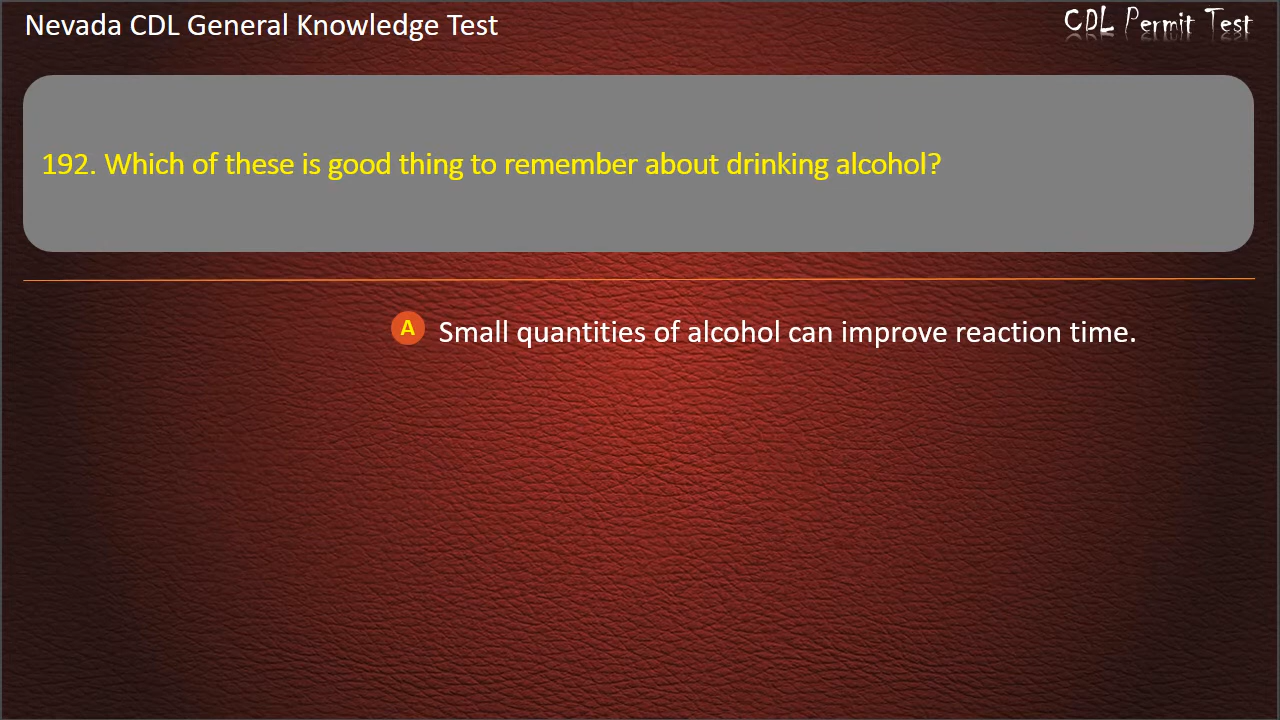 Nevada CDL General Knowledge Test
CDL Permit Test
192. Which of these is good thing to remember about drinking alcohol?
A Small quantities of alcohol can improve reaction time.